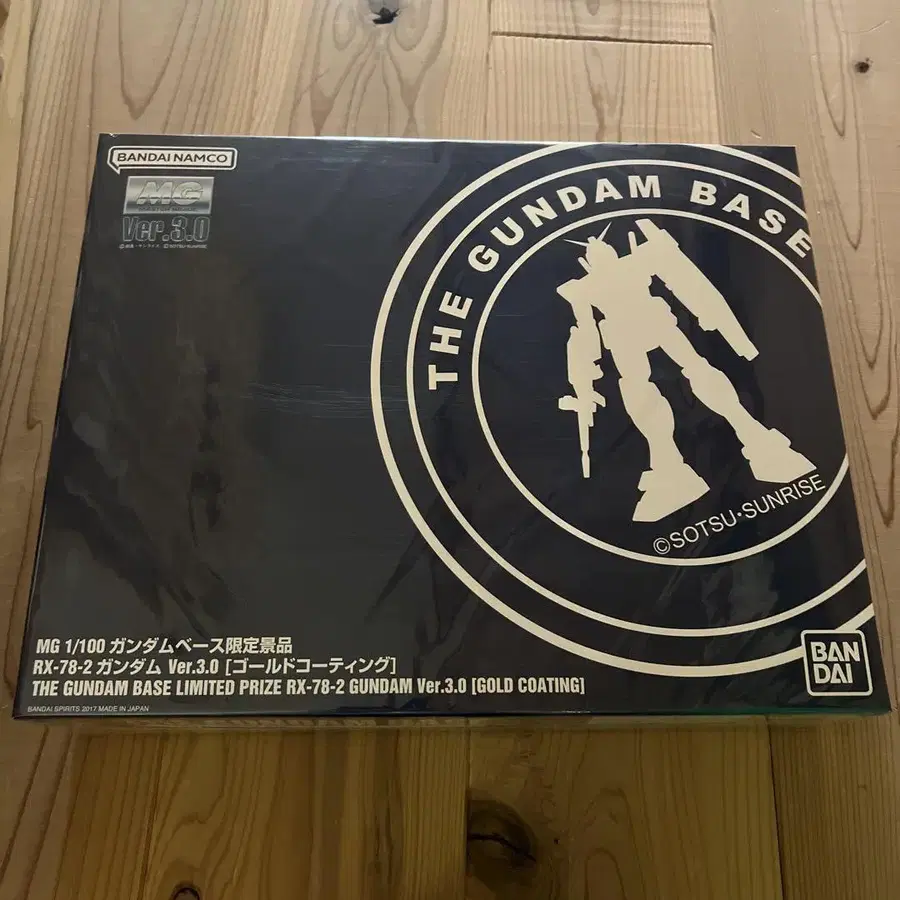 BANDAI NAMCO
MG
Ver.3.0
©SOTSU・SUNRISE
THE GUNDAM BASE
©SOTSU・SUNRISE
MG 1/100 ガンダムベース限定景品
RX-78-2 ガンダム Ver.3.0 [ゴールドコーティング]
THE GUNDAM BASE LIMITED PRIZE RX-78-2 GUNDAM Ver.3.0 [GOLD COATING]
BANDAI SPIRITS 2017 MADE IN JAPAN
BAN
DAI